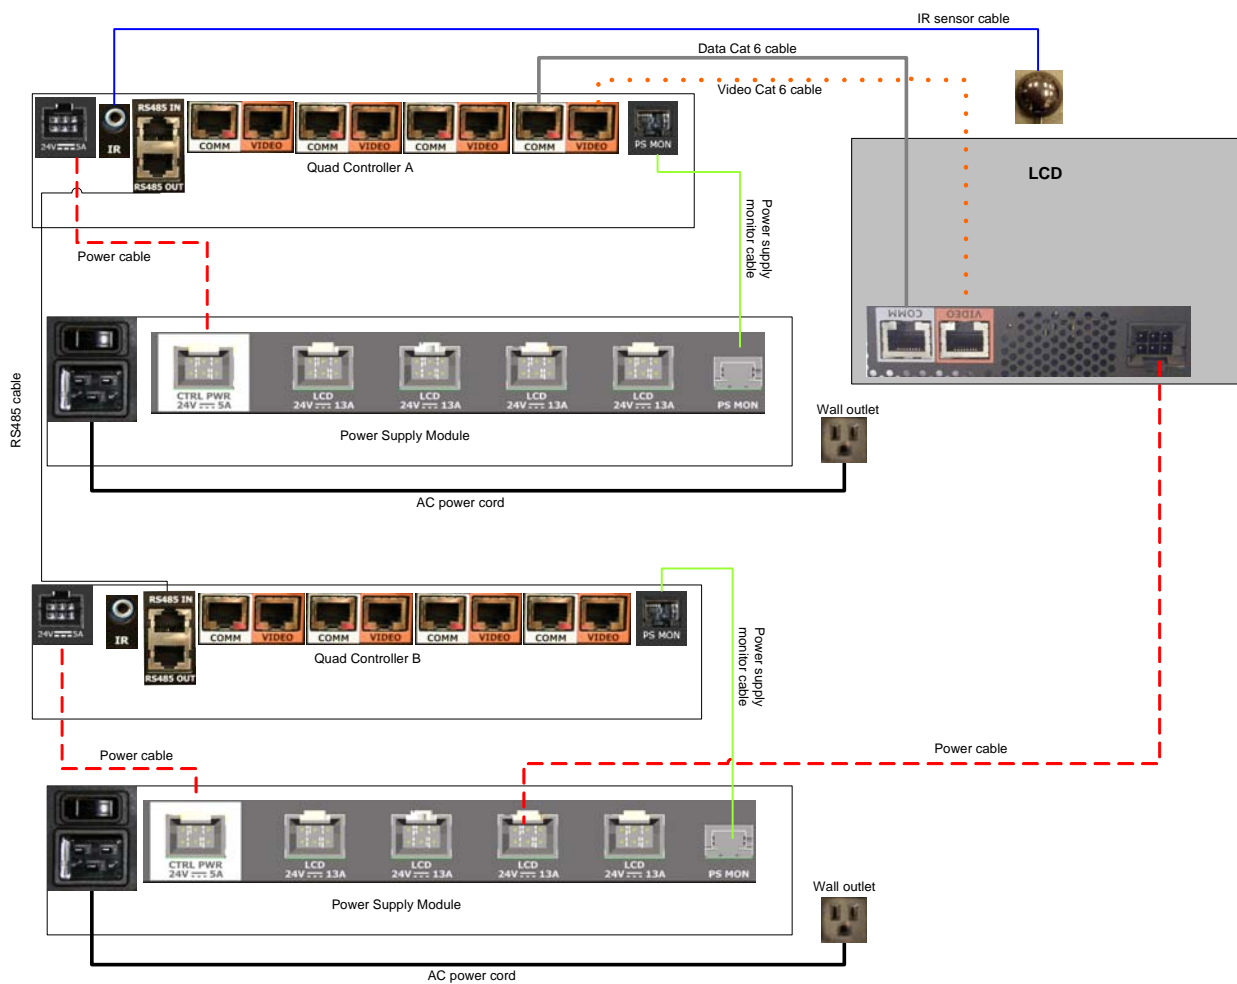 IR sensor cable
Data Cat 6 cable
Video Cat 6 cable
24V 5A
IR
RS485 IN
RS485 OUT
COMM VIDEO
COMM VIDEO
COMM VIDEO
COMM VIDEO
PS MON
Quad Controller A
LCD
Power cable
Power supply
monitor cable
COMM
VIDEO
CTRL PWR
24V 5A
LCD
24V 13A
LCD
24V 13A
LCD
24V 13A
LCD
24V 13A
PS MON
Power Supply Module
Wall outlet
RS485 cable
AC power cord
24V 5A
IR
RS485 IN
RS485 OUT
COMM VIDEO
COMM VIDEO
COMM VIDEO
COMM VIDEO
PS MON
Quad Controller B
Power supply
monitor cable
Power cable
Power cable
CTRL PWR
24V 5A
LCD
24V 13A
LCD
24V 13A
LCD
24V 13A
LCD
24V 13A
PS MON
Power Supply Module
Wall outlet
AC power cord